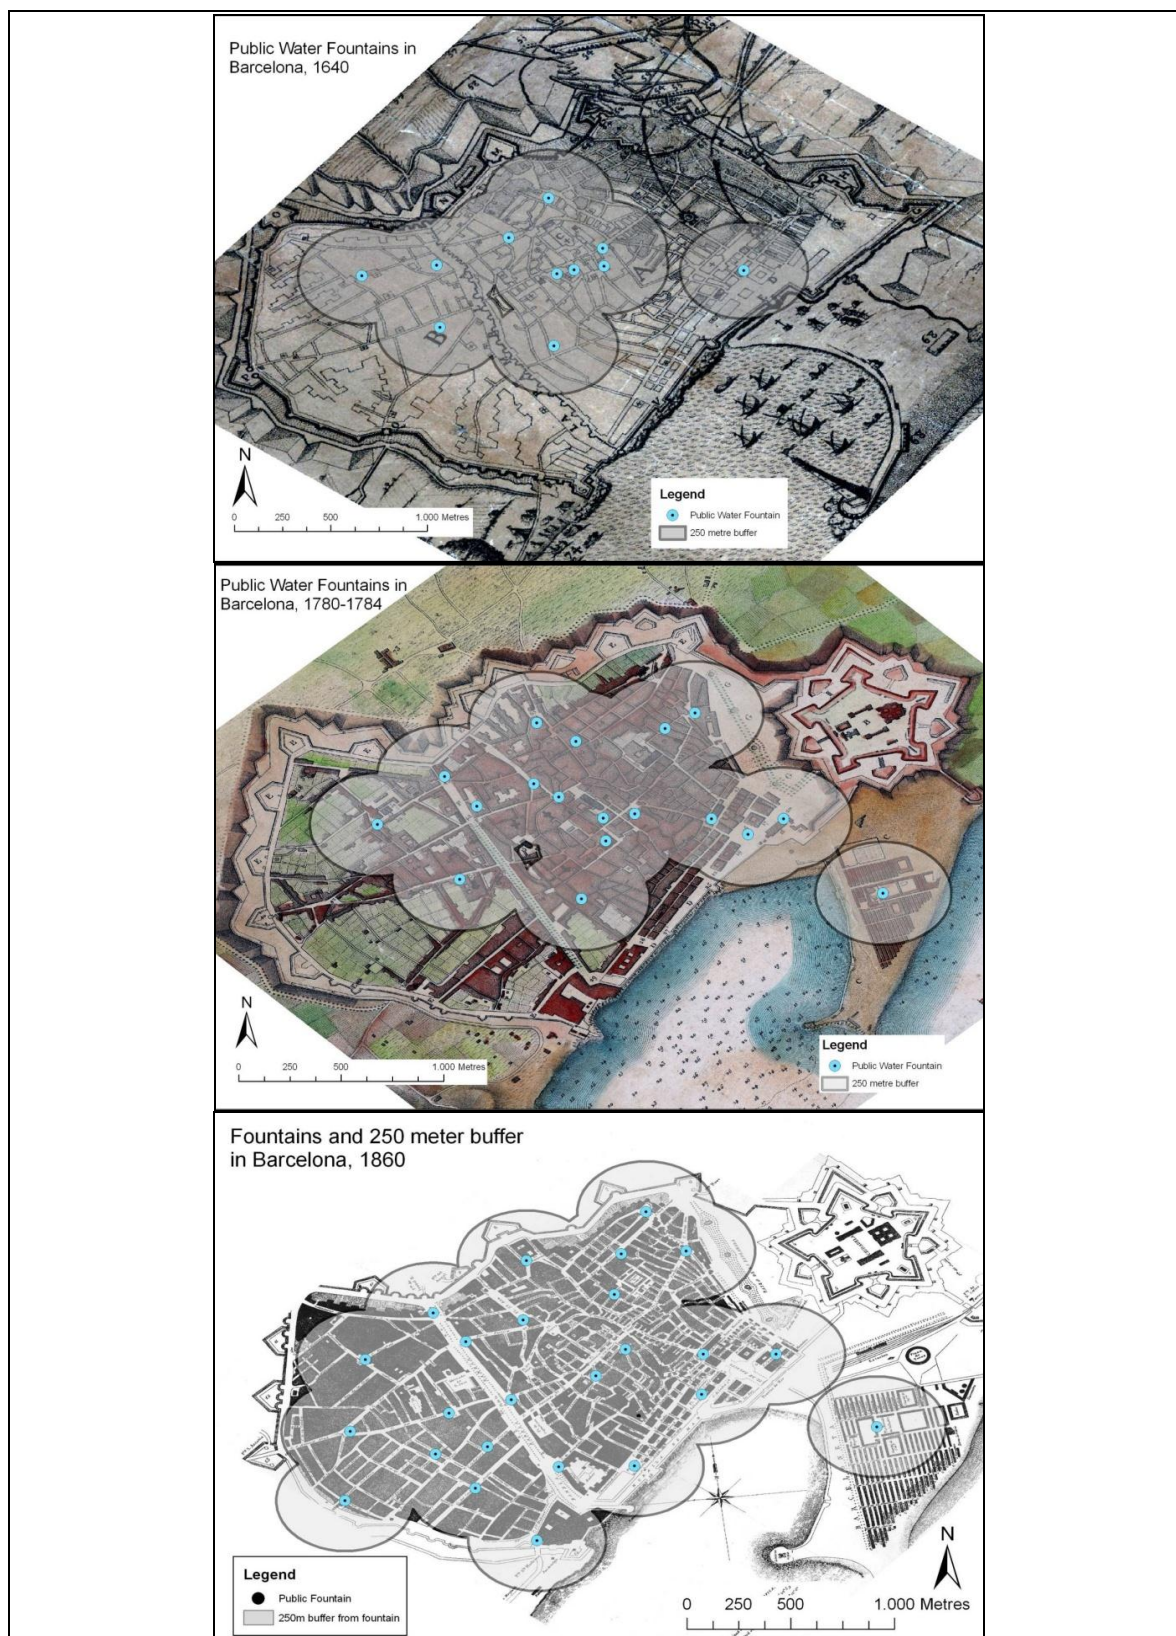 Public Water Fountains in
Barcelona, 1640
N
0 250 500 1.000 Metres
Legend
Public Water Fountain
250 metre buffer
Public Water Fountains in
Barcelona, 1780-1784
N
0 250 500 1.000 Metres
Legend
Public Water Fountain
250 metre buffer
Fountains and 250 meter buffer
in Barcelona, 1860
Legend
Public Fountain
250m buffer from fountain
N
0 250 500 1.000 Metres